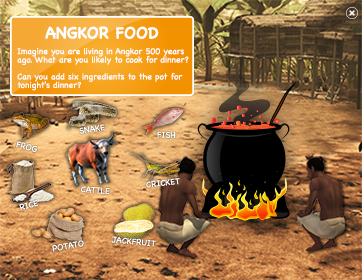 ANGKOR FOOD
Imagine you are living in Angkor 500 years
ago. What are you likely to cook for dinner?
Can you add six ingredients to the pot for
tonight's dinner?
FROG
SNAKE
FISH
CATTLE
CRICKET
RICE
POTATO
JACKFRUIT